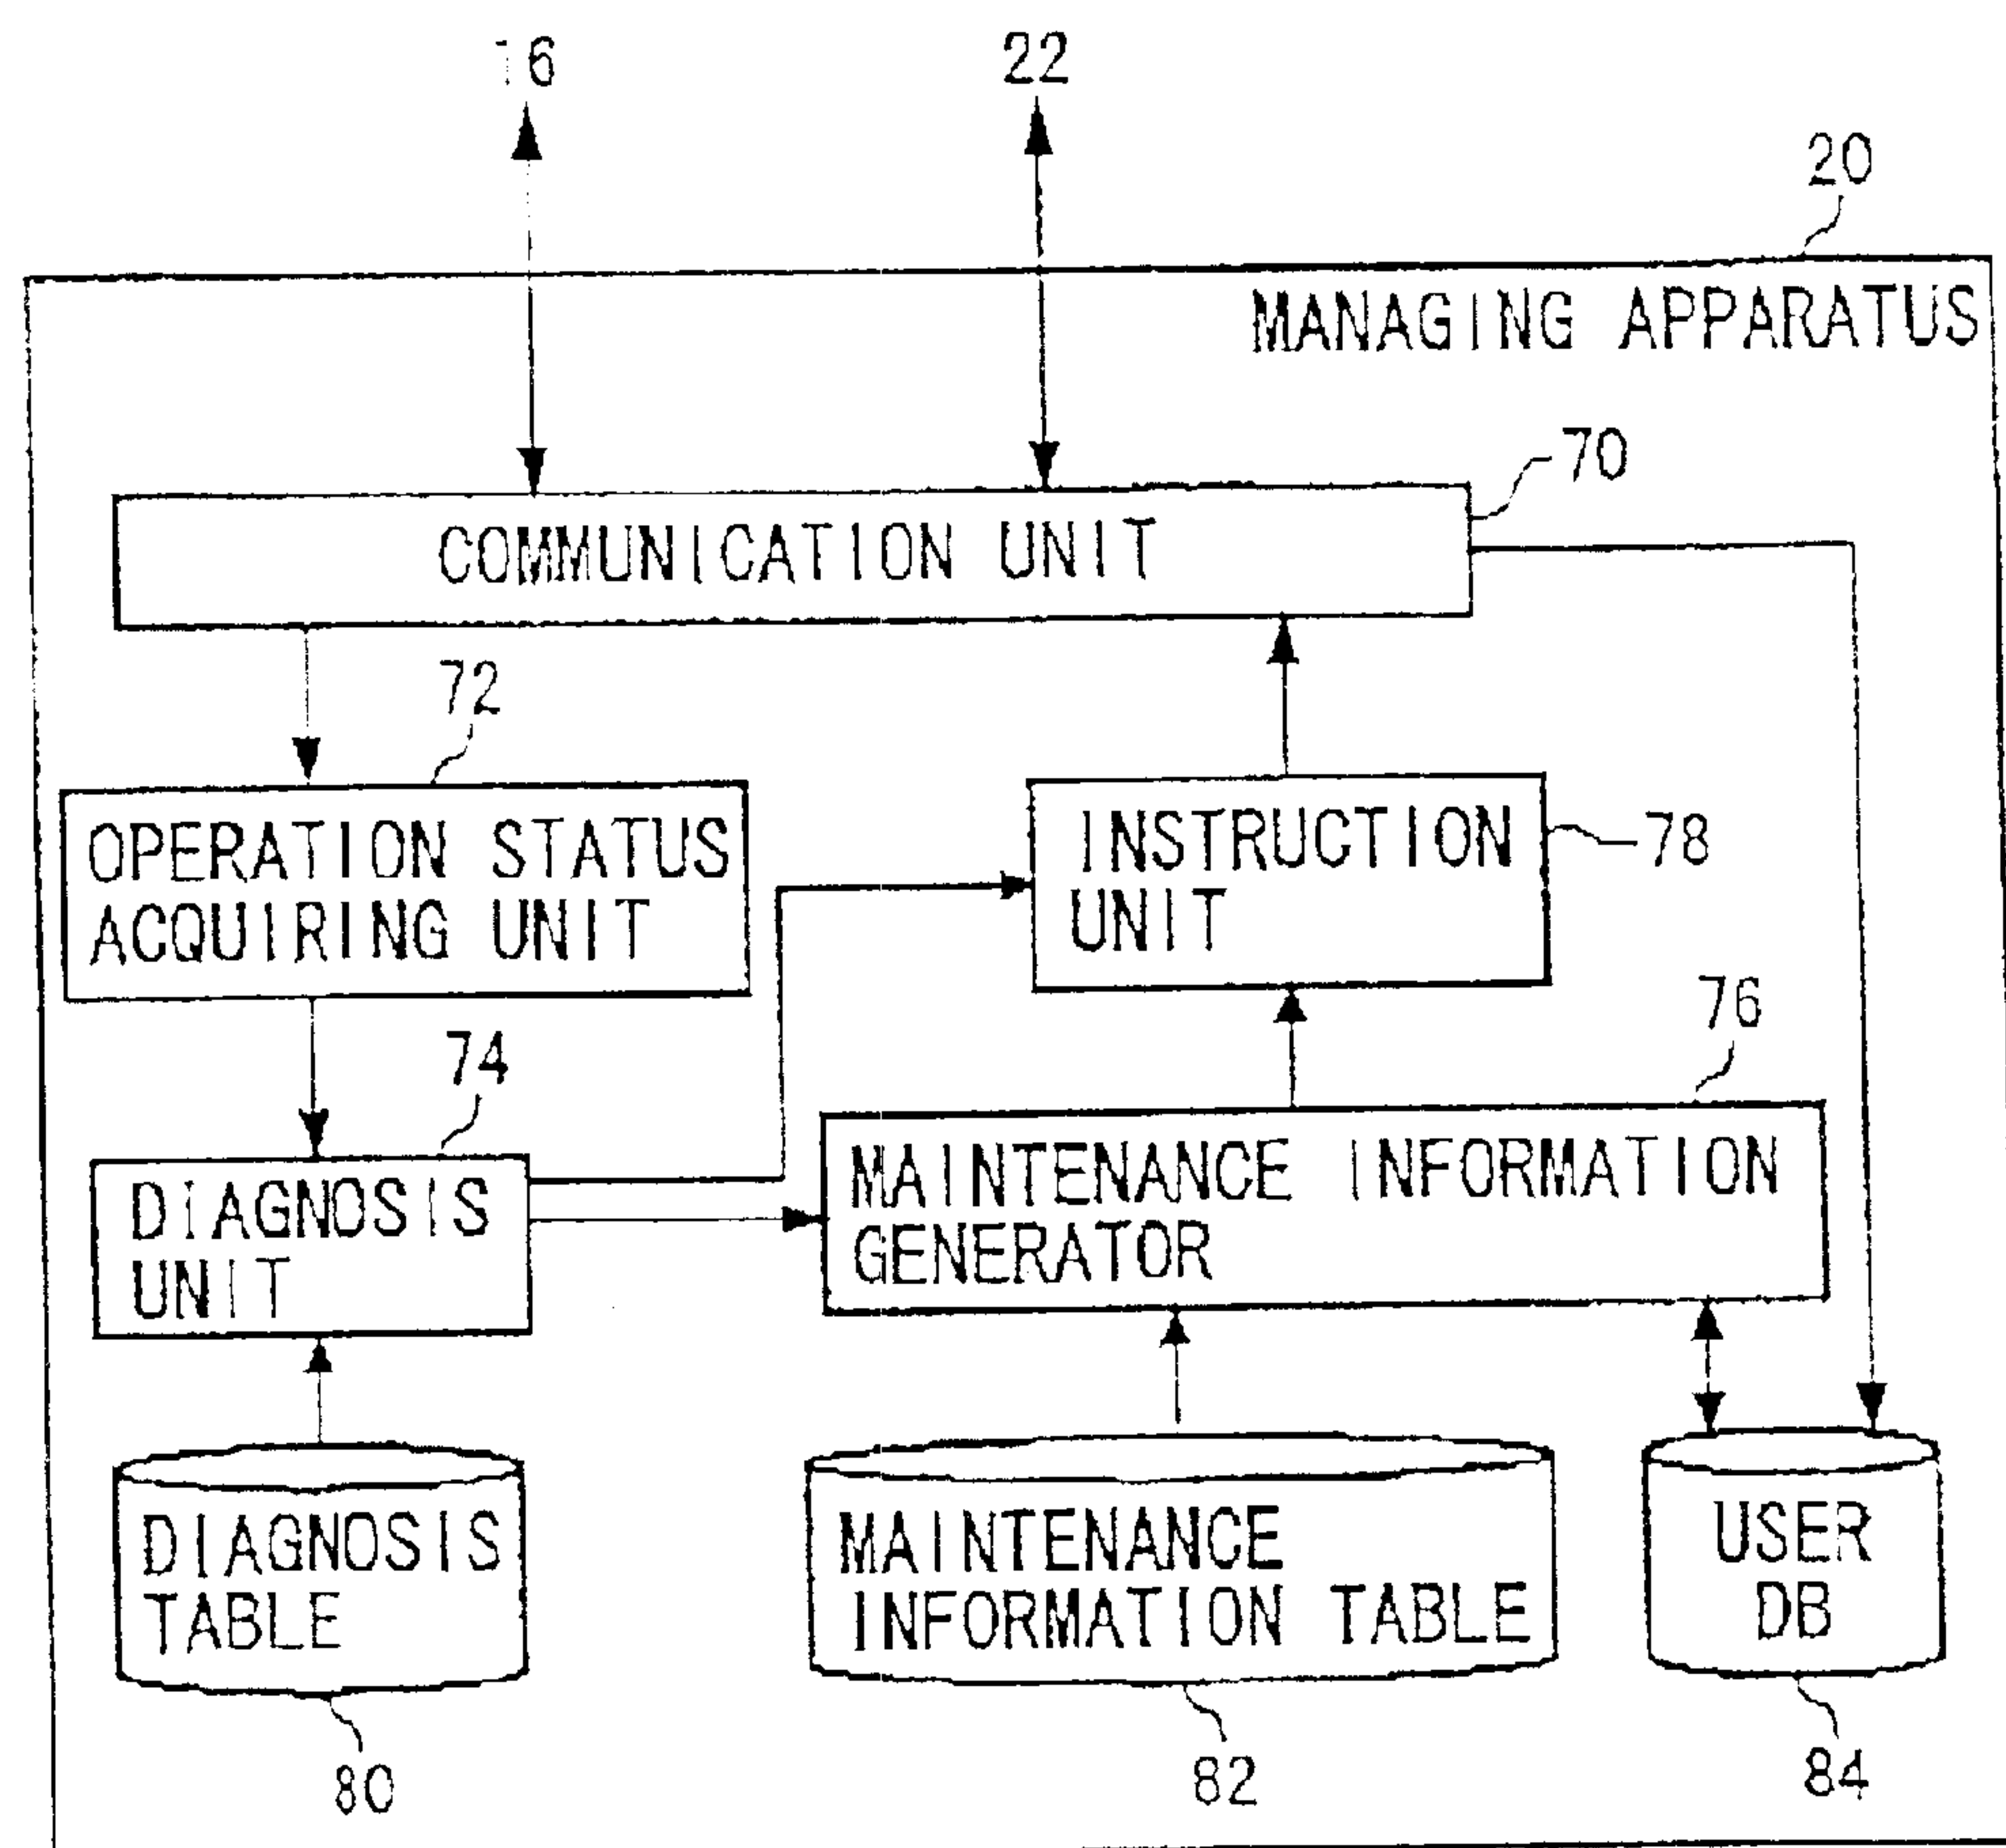 16
22
20
MANAGING APPARATUS
70
COMMUNICATION UNIT
72
OPERATION STATUS
ACQUIRING UNIT
INSTRUCTION
UNIT
78
76
74
DIAGNOSIS
UNIT
MAINTENANCE INFORMATION
GENERATOR
DIAGNOSIS
TABLE
MAINTENANCE
INFORMATION TABLE
USER
DB
80
82
84